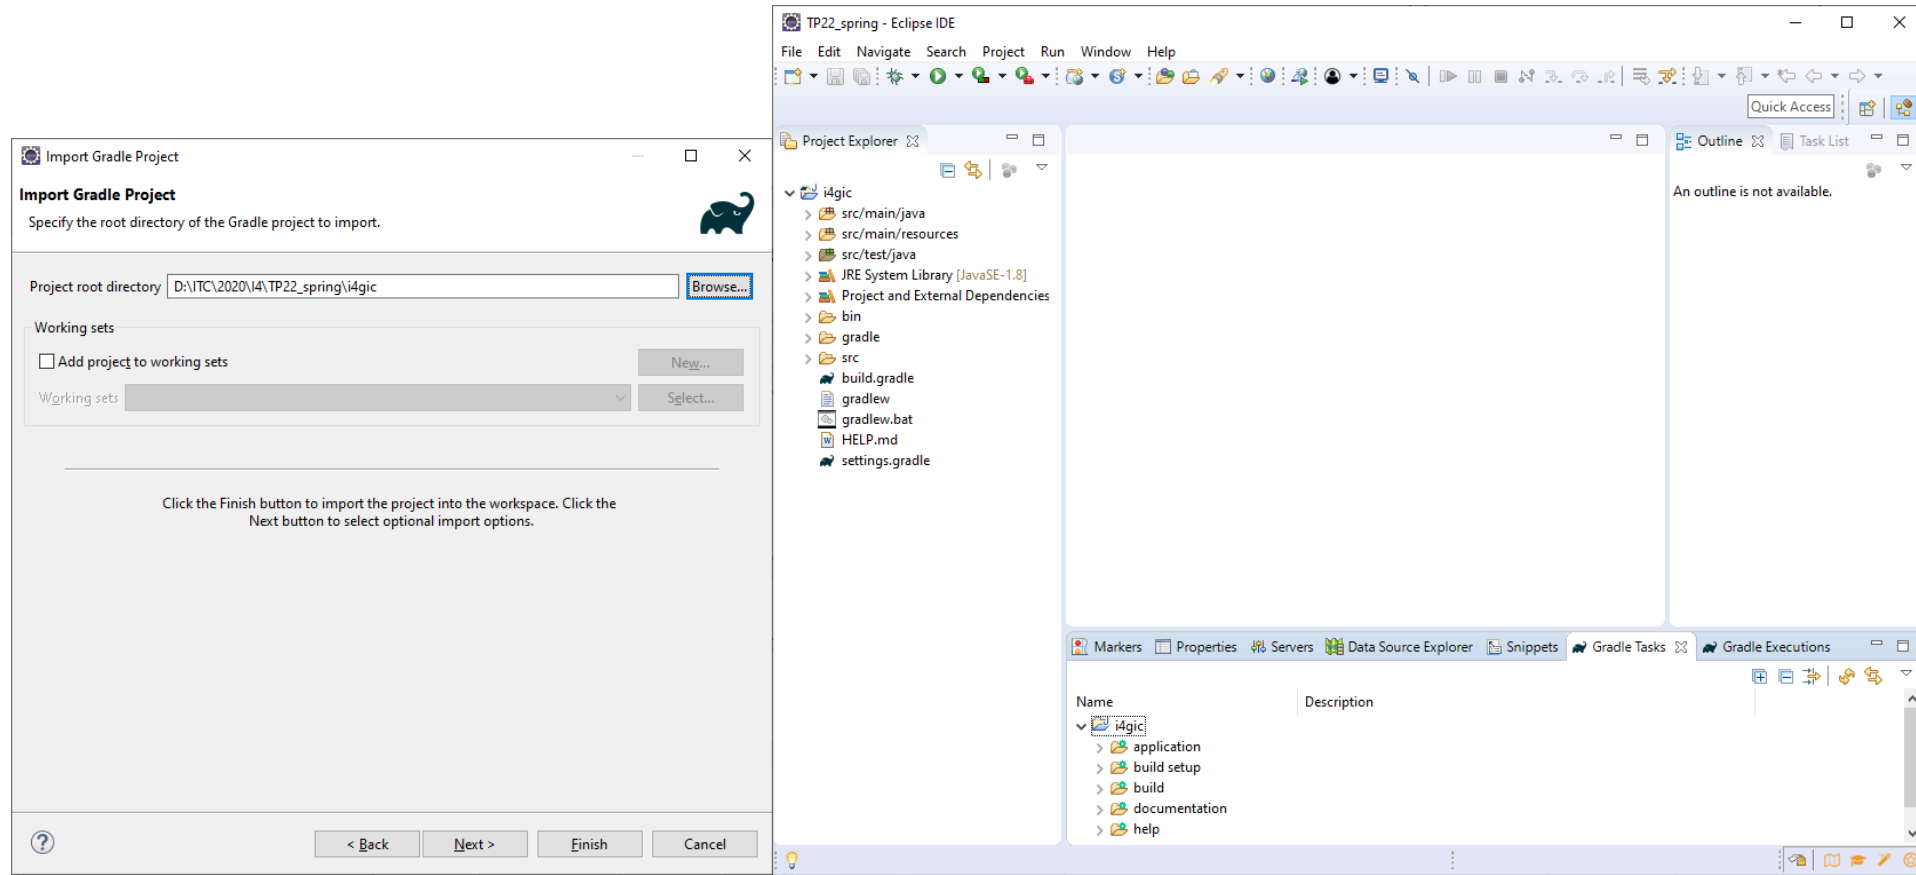 Import Gradle Project
Import Gradle Project
Specify the root directory of the Gradle project to import.
Project root directory D:\ITC\2020\I4\TP22_spring\i4gic Browse...
Working sets
Add project to working sets New...
Working sets Select...
Click the Finish button to import the project into the workspace. Click the
Next button to select optional import options.
< Back Next > Finish Cancel
TP22_spring - Eclipse IDE
File Edit Navigate Search Project Run Window Help
Quick Access
Project Explorer
i4gic
src/main/java
src/main/resources
src/test/java
JRE System Library [JavaSE-1.8]
Project and External Dependencies
bin
gradle
src
build.gradle
gradlew
gradlew.bat
HELP.md
settings.gradle
Outline Task List
An outline is not available.
Markers Properties Servers Data Source Explorer Snippets Gradle Tasks Gradle Executions
Name Description
i4gic
application
build setup
build
documentation
help